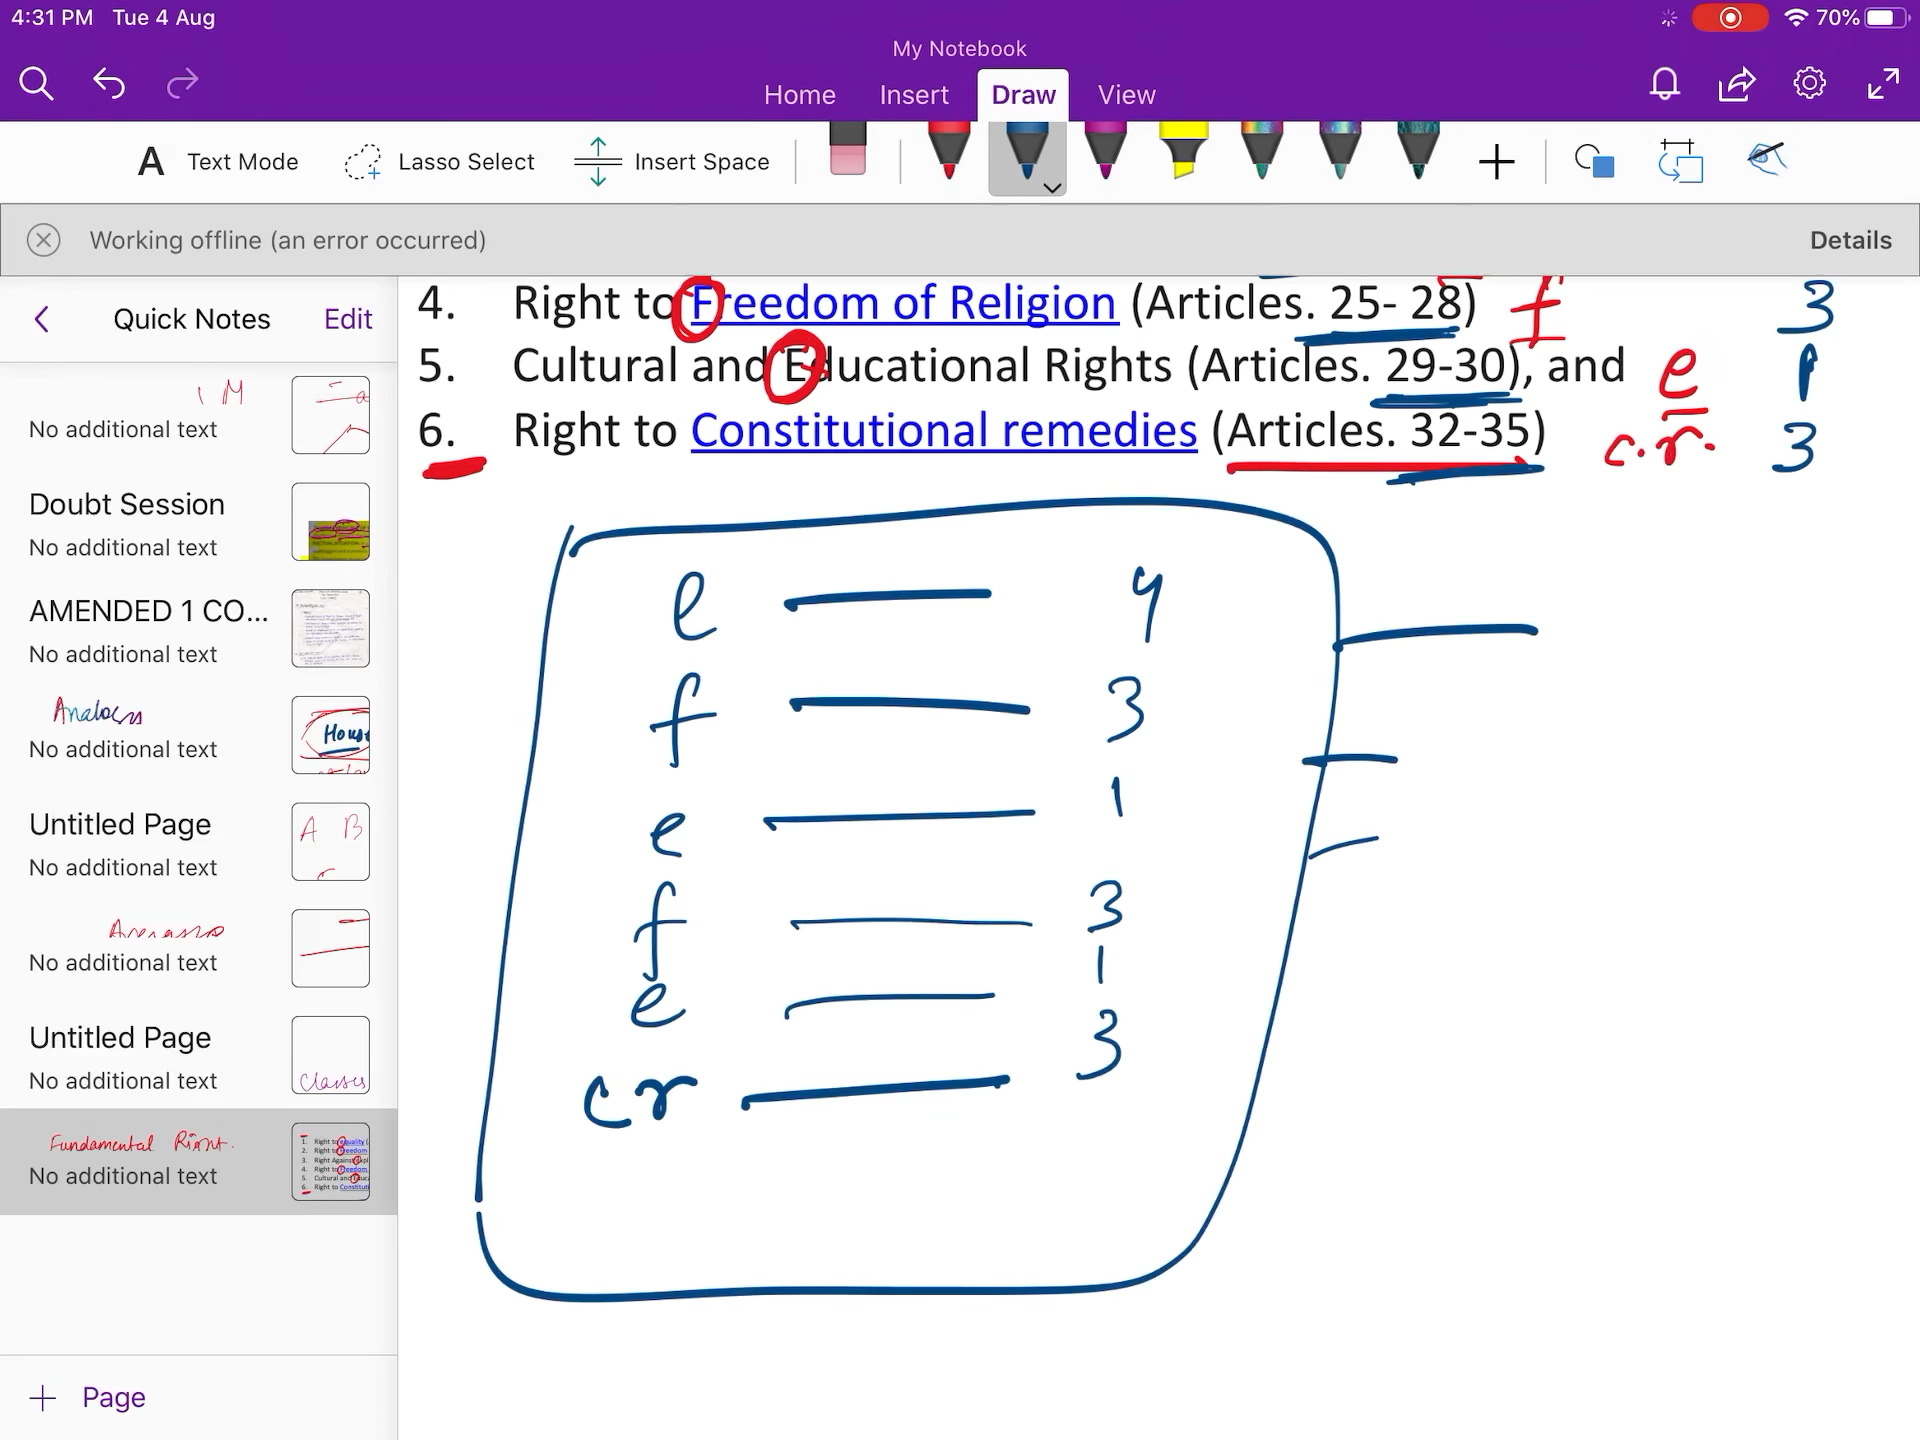 4:31 PM Tue 4 Aug 70%
My Notebook
Home Insert Draw View
A Text Mode Lasso Select Insert Space
Working offline (an error occurred) Details
Quick Notes Edit
M
No additional text
Doubt Session
No additional text
AMENDED 1 CO...
No additional text
No additional text
House
Untitled Page
A B
No additional text
No additional text
Untitled Page
No additional text
Classes
Fundamental Right.
No additional text
Page
4. Right to Freedom of Religion (Articles. 25- 28) f 3
5. Cultural and Educational Rights (Articles. 29-30), and e 1
6. Right to Constitutional remedies (Articles. 32-35) c.r. 3
e — 4
f — 3
e — 1
f — 3
e — 1
cr — 3